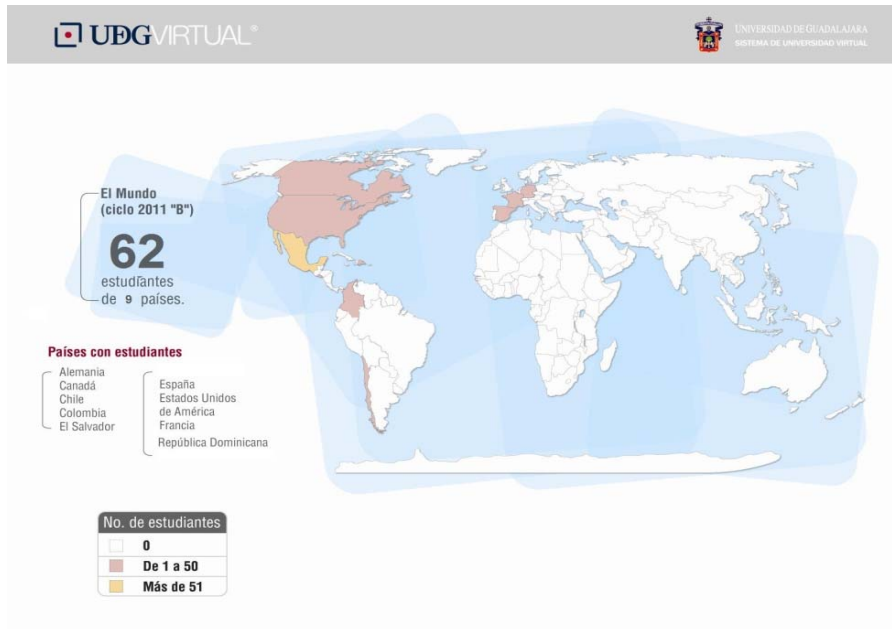 UDGVIRTUAL®
UNIVERSIDAD DE GUADALAJARA
SISTEMA DE UNIVERSIDAD VIRTUAL
El Mundo
(ciclo 2011 "B")
62
estudiantes
de 9 países.
Países con estudiantes
Alemania
Canadá
Chile
Colombia
El Salvador
España
Estados Unidos
de América
Francia
República Dominicana
No. de estudiantes
0
De 1 a 50
Más de 51